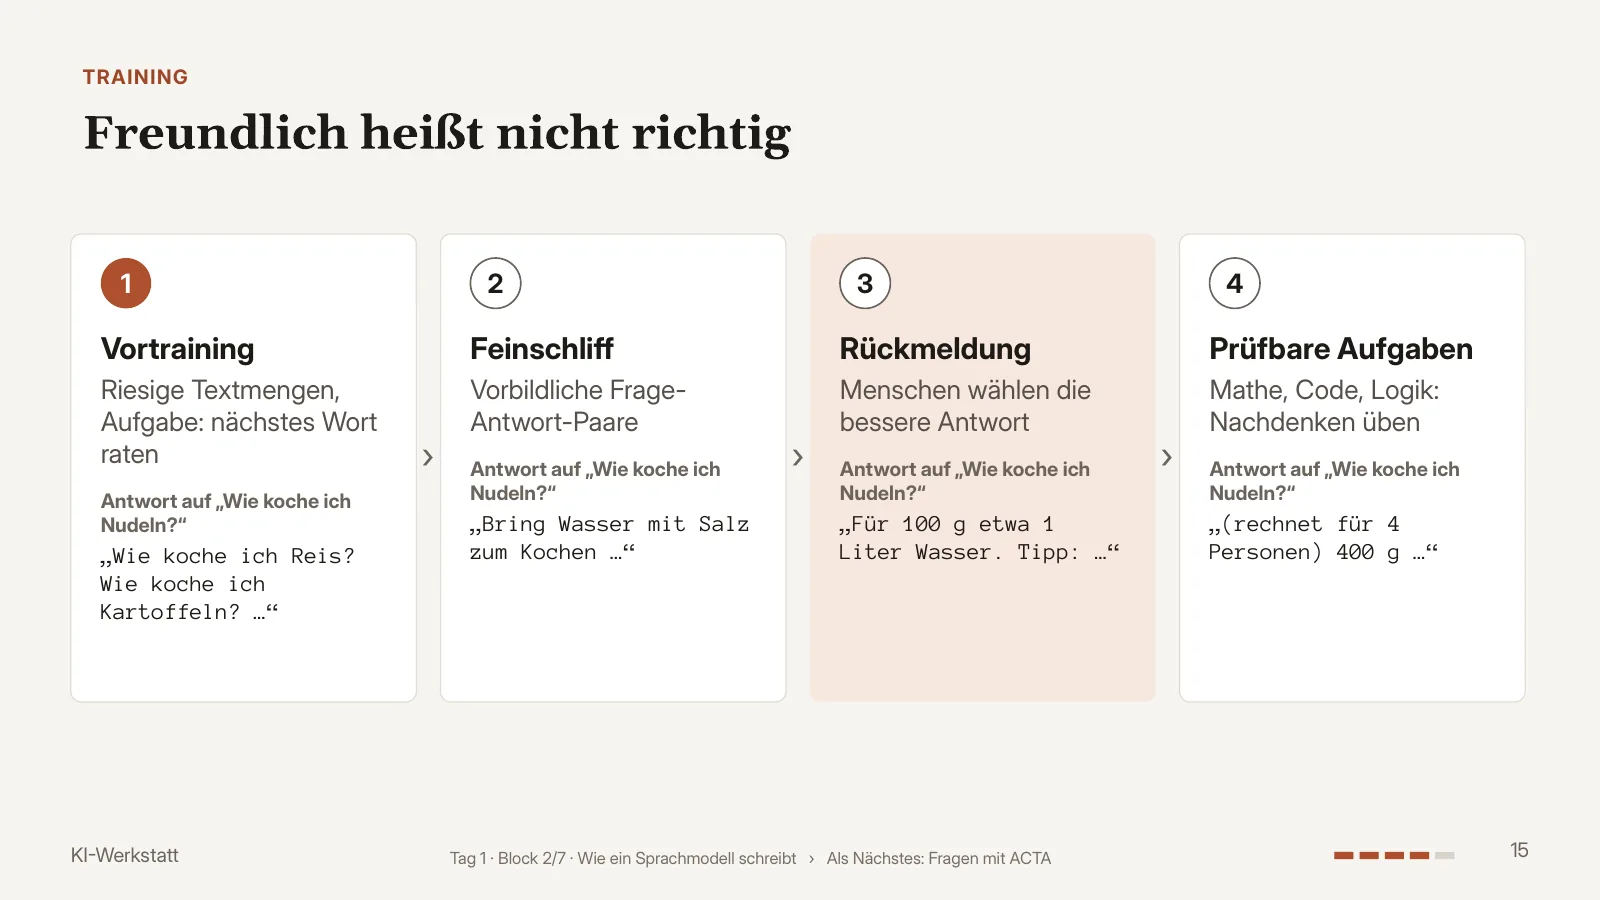 TRAINING
Freundlich heißt nicht richtig
1
Vortraining
Riesige Textmengen,
Aufgabe: nächstes Wort
raten
Antwort auf „Wie koche ich
Nudeln?“
„Wie koche ich Reis?
Wie koche ich
Kartoffeln? …“
›
2
Feinschliff
Vorbildliche Frage-
Antwort-Paare
Antwort auf „Wie koche ich
Nudeln?“
„Bring Wasser mit Salz
zum Kochen …“
›
3
Rückmeldung
Menschen wählen die
bessere Antwort
Antwort auf „Wie koche ich
Nudeln?“
„Für 100 g etwa 1
Liter Wasser. Tipp: …“
›
4
Prüfbare Aufgaben
Mathe, Code, Logik:
Nachdenken üben
Antwort auf „Wie koche ich
Nudeln?“
„(rechnet für 4
Personen) 400 g …“
KI-Werkstatt
Tag 1 · Block 2/7 · Wie ein Sprachmodell schreibt › Als Nächstes: Fragen mit ACTA
15